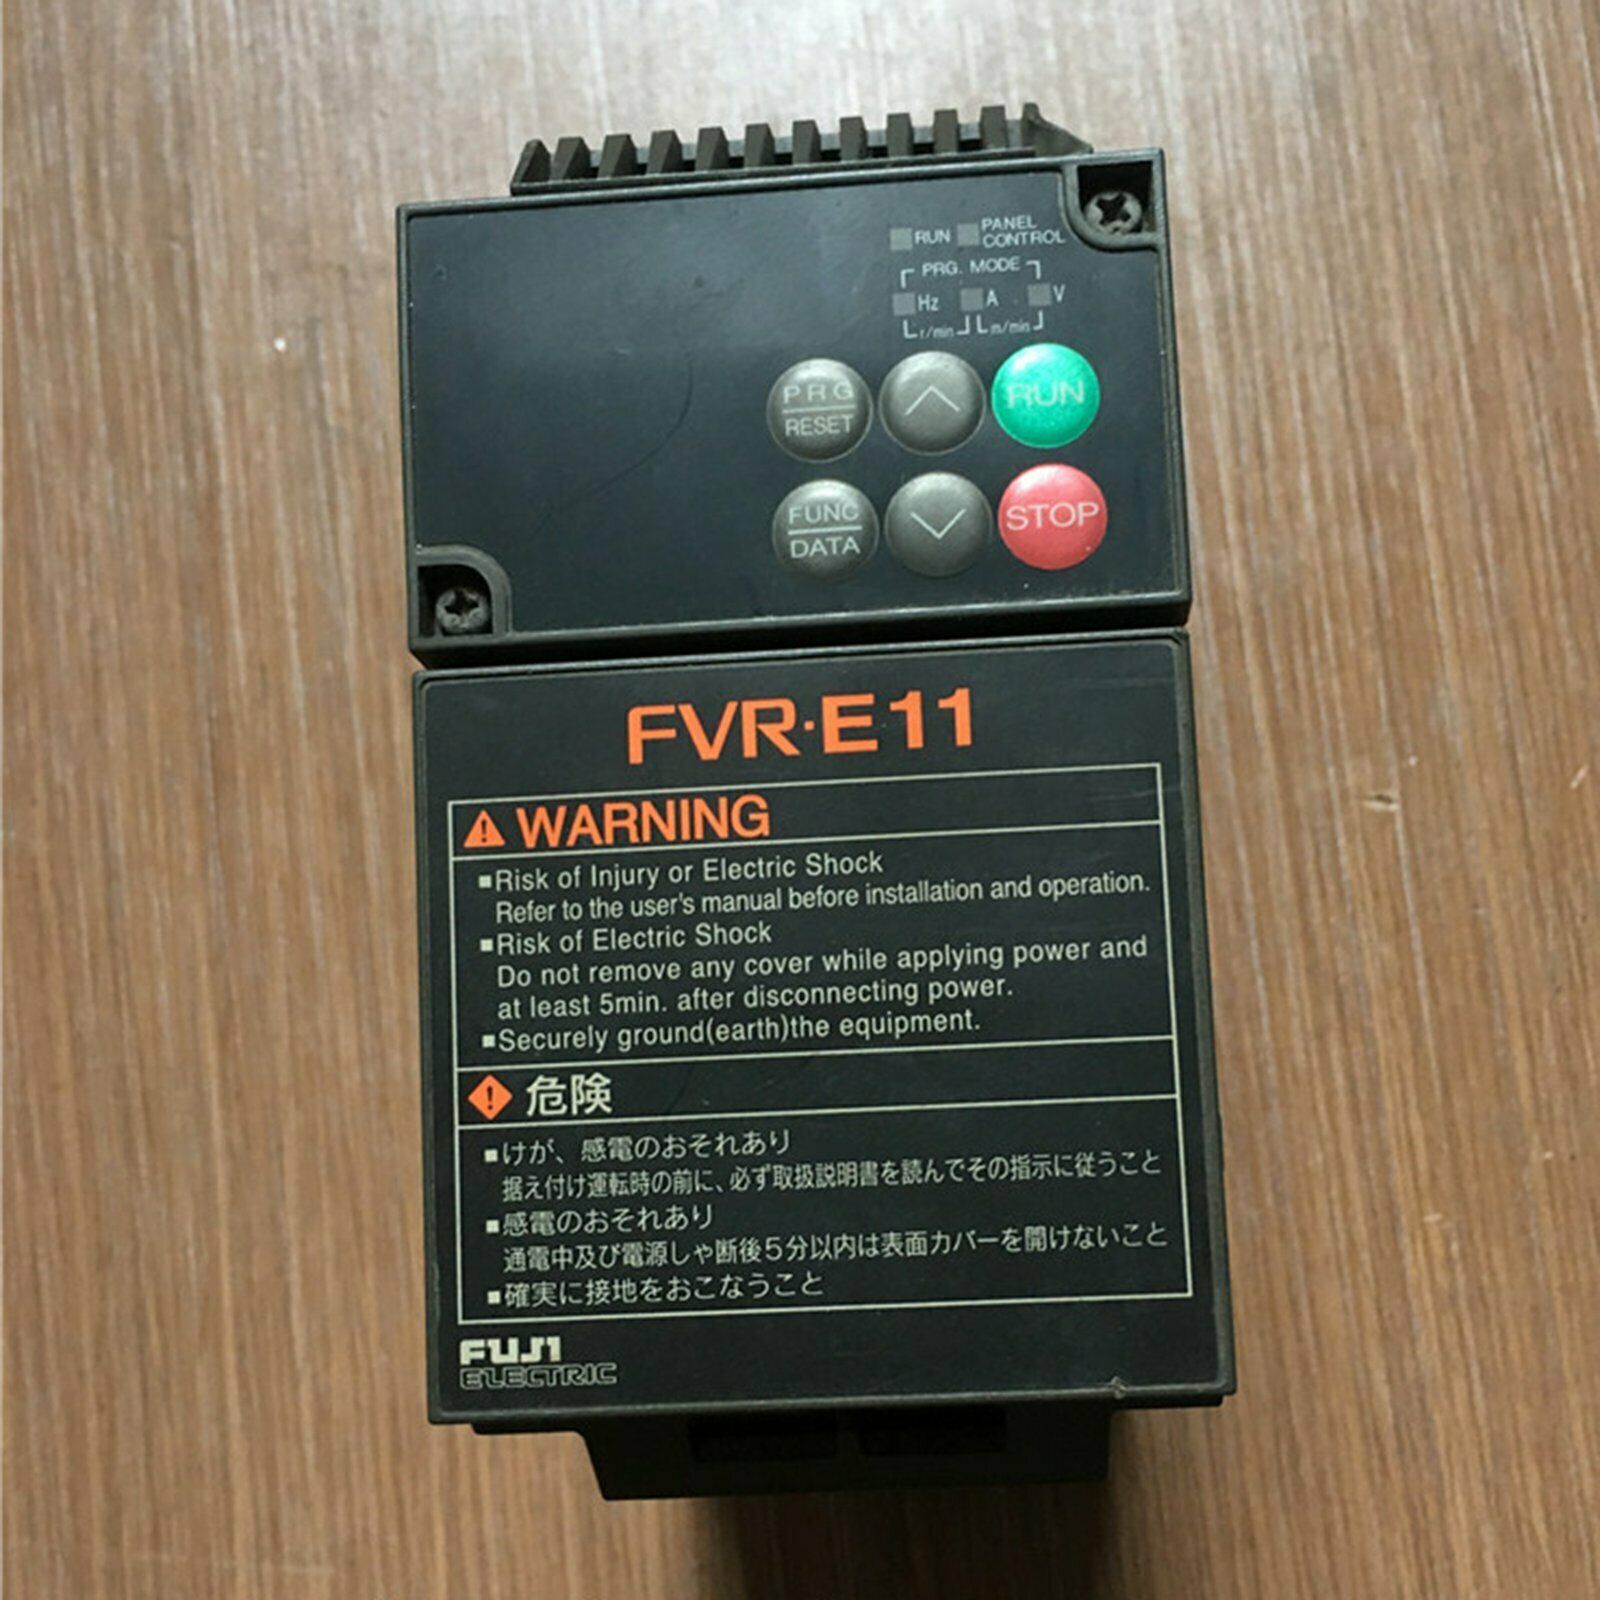 RUN PANEL CONTROL
PRG. MODE
Hz A V
r/min m/min
PRG RESET
RUN
FUNC DATA
STOP
FVR·E11
WARNING
■Risk of Injury or Electric Shock
Refer to the user's manual before installation and operation.
■Risk of Electric Shock
Do not remove any cover while applying power and
at least 5min. after disconnecting power.
■Securely ground(earth)the equipment.
危険
■けが、感電のおそれあり
据え付け運転時の前に、必ず取扱説明書を読んでその指示に従うこと
■感電のおそれあり
通電中及び電源しゃ断後5分以内は表面カバーを開けないこと
■確実に接地をおこなうこと
FUJI
ELECTRIC